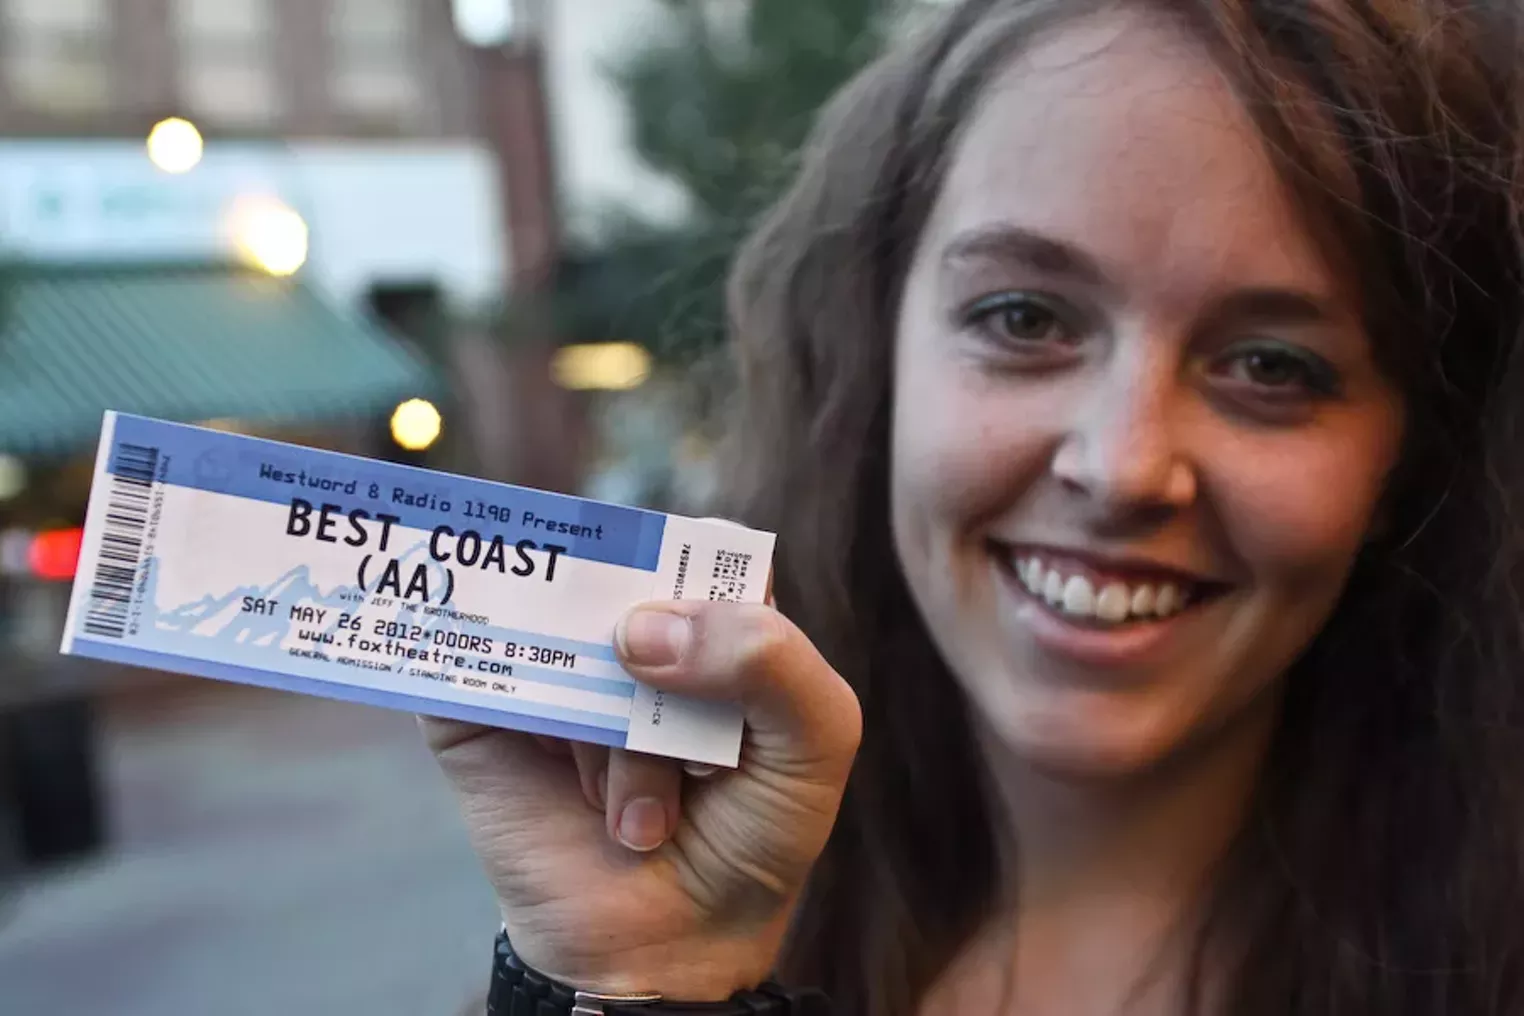 Westword & Radio 1190 Present
BEST COAST
(AA)
with JEFF THE BROTHERHOOD
SAT MAY 26 2012*DOORS 8:30PM
www.foxtheatre.com
GENERAL ADMISSION / STANDING ROOM ONLY